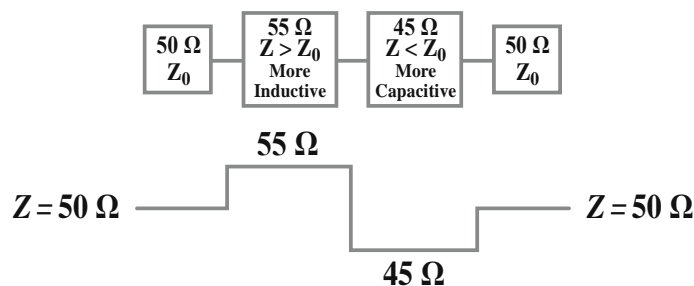 50 Ω
Z₀
55 Ω
Z > Z₀
More
Inductive
45 Ω
Z < Z₀
More
Capacitive
50 Ω
Z₀
55 Ω
Z = 50 Ω
Z = 50 Ω
45 Ω